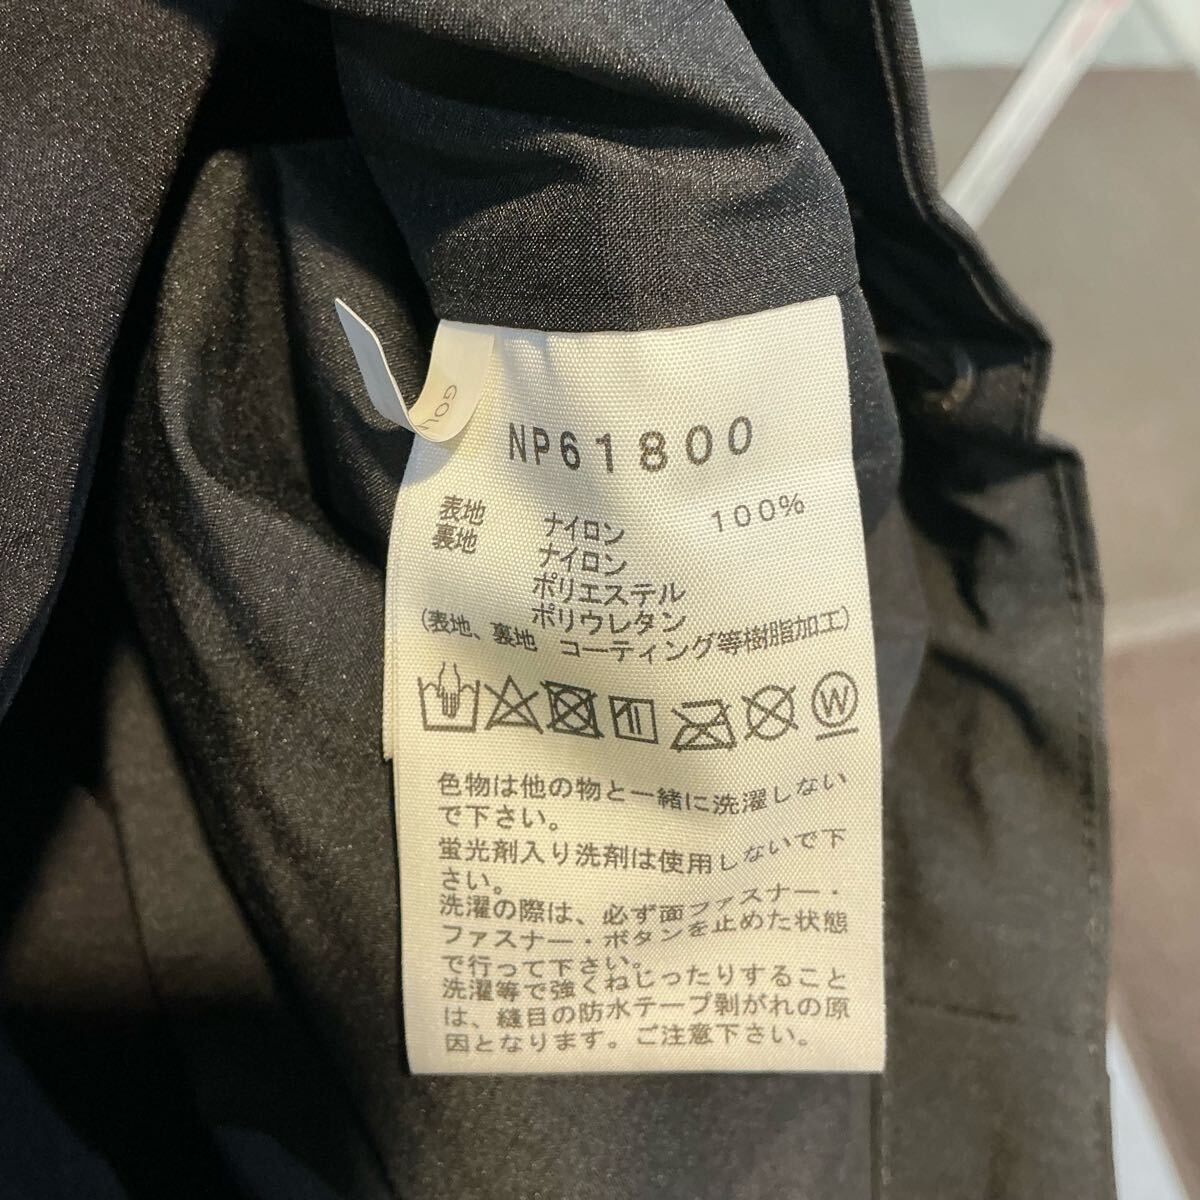 GOL
NP61800
表地 ナイロン 100%
裏地 ナイロン
ポリエステル
ポリウレタン
(表地、裏地 コーティング等樹脂加工)
W
色物は他の物と一緒に洗濯しない
で下さい。
蛍光剤入り洗剤は使用しないで下
さい。
洗濯の際は、必ず面ファスナー・
ファスナー・ボタンを止めた状態
で行って下さい。
洗濯等で強くねじったりすること
は、縫目の防水テープ剥がれの原
因となります。ご注意下さい。